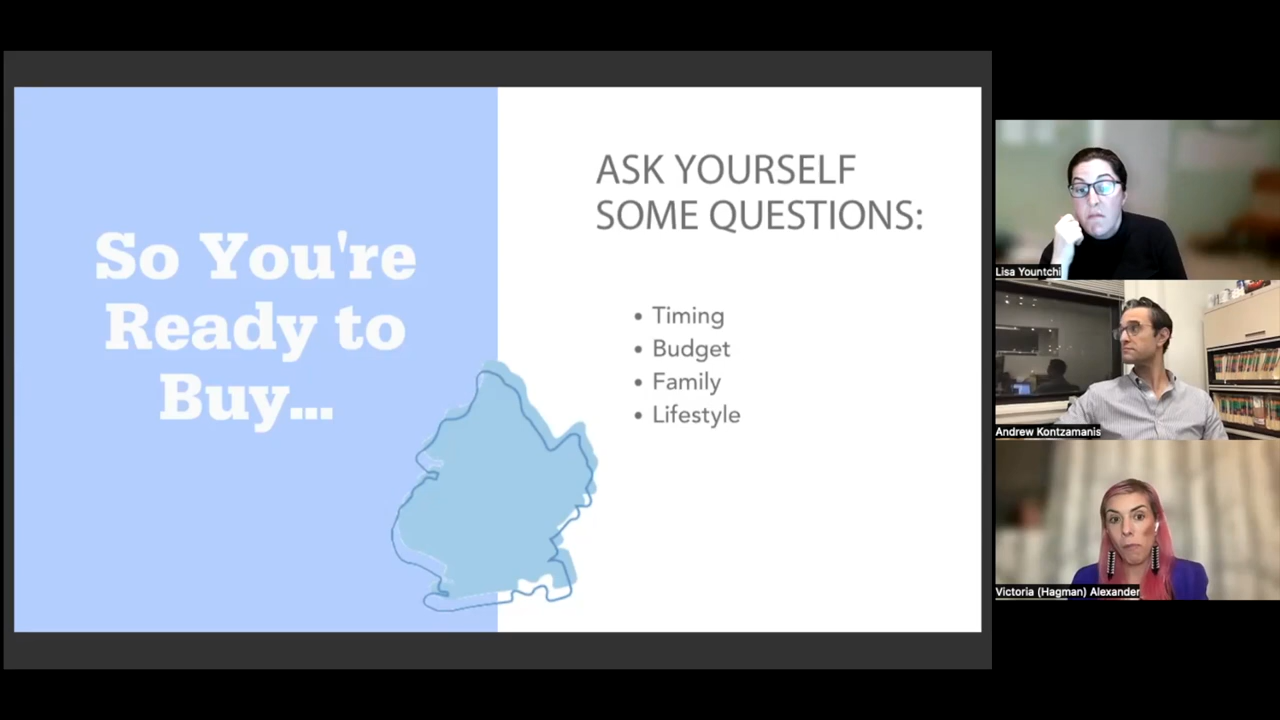 So You're
Ready to
Buy...
ASK YOURSELF
SOME QUESTIONS:
• Timing
• Budget
• Family
• Lifestyle
Lisa Yountchi
Andrew Kontzamanis
Victoria (Hagman) Alexander